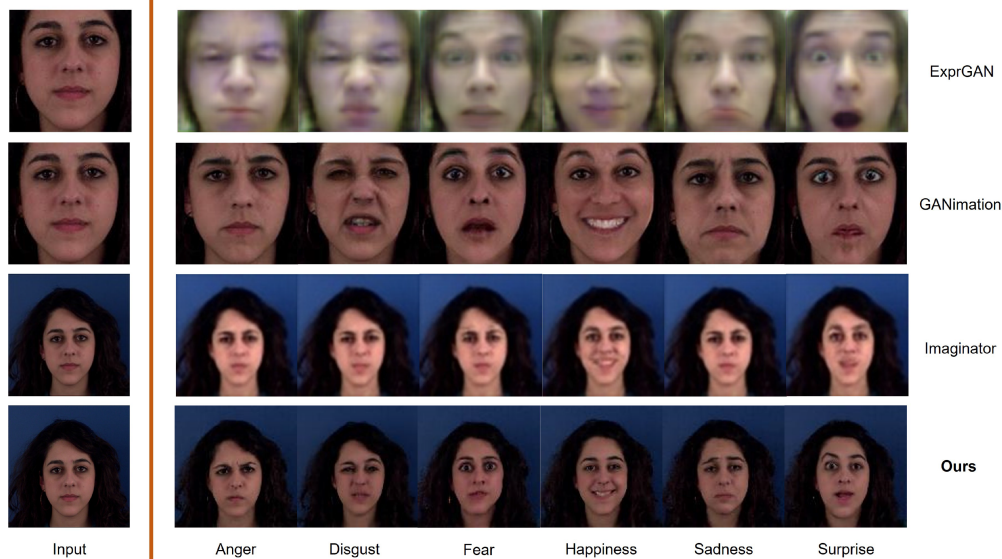 ExprGAN
GANimation
Imaginator
Ours
Input Anger Disgust Fear Happiness Sadness Surprise